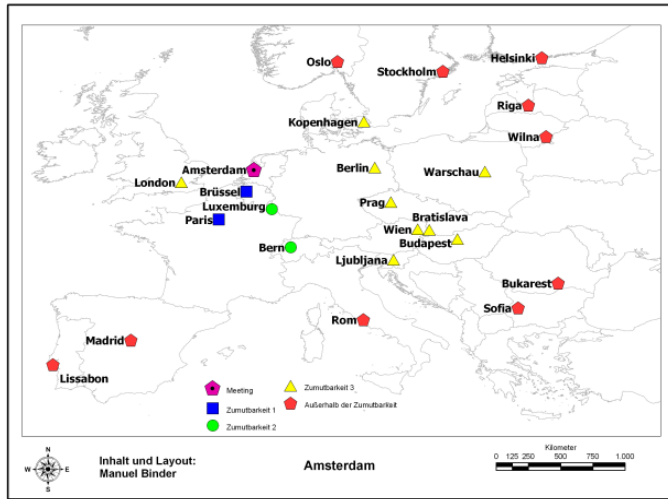 Oslo
Stockholm
Helsinki
Riga
Kopenhagen
Wilna
Amsterdam
Berlin
Warschau
London
Brüssel
Luxemburg
Prag
Paris
Bratislava
Wien
Budapest
Bern
Ljubljana
Bukarest
Sofia
Rom
Madrid
Lissabon
Meeting
Zumutbarkeit 1
Zumutbarkeit 2
Zumutbarkeit 3
Außerhalb der Zumutbarkeit
N
W
E
S
Inhalt und Layout:
Manuel Binder
Amsterdam
Kilometer
0 125 250 500 750 1.000